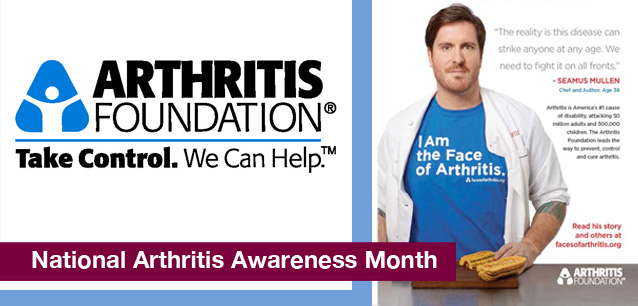 ARTHRITIS
FOUNDATION®
Take Control. We Can Help.™
National Arthritis Awareness Month
"The reality is this disease can
strike anyone at any age. We
need to fight it on all fronts."
- SEAMUS MULLEN
Chef and Author, Age 38
Arthritis is America's #1 cause
of disability, attacking 50
million adults and 300,000
children. The Arthritis
Foundation leads the
way to prevent, control
and cure arthritis.
I Am
the Face
of Arthritis.
facesofarthritis.org
Read his story
and others at
facesofarthritis.org
ARTHRITIS
FOUNDATION®